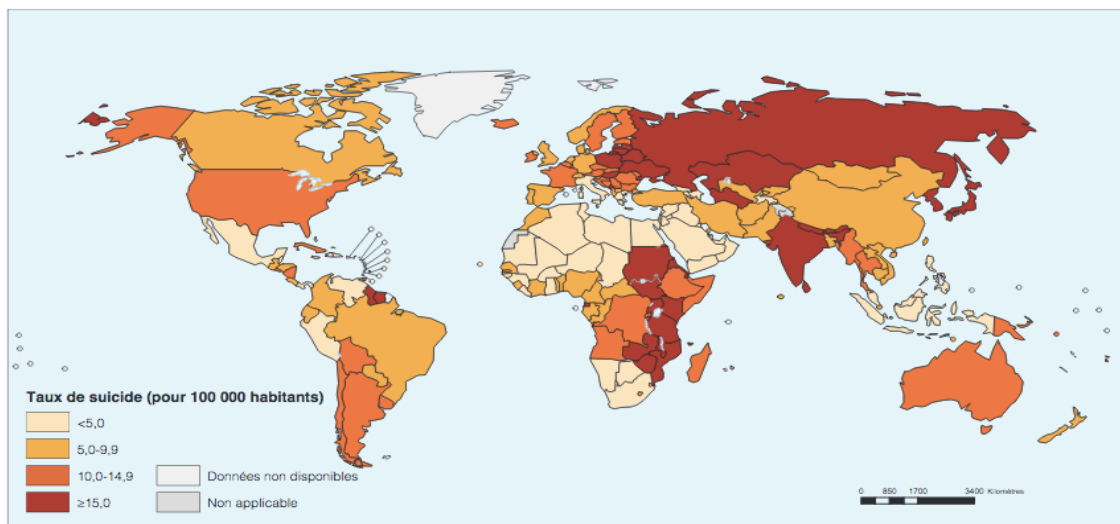 Taux de suicide (pour 100 000 habitants)
<5,0
5,0-9,9
10,0-14,9
≥15,0
Données non disponibles
Non applicable
0 850 1700 3400 Kilomètres